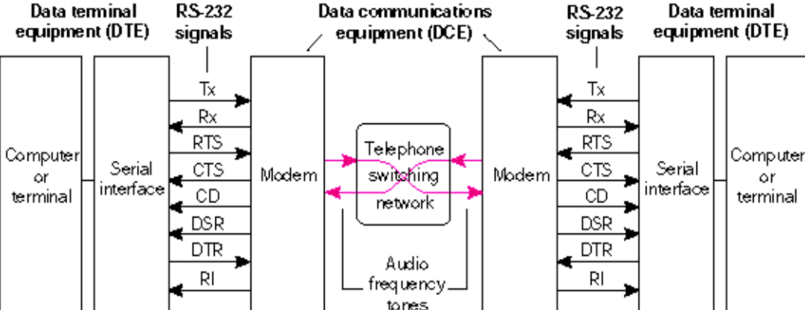 Data terminal
equipment (DTE)
RS-232
signals
Data communications
equipment (DCE)
RS-232
signals
Data terminal
equipment (DTE)
Computer
or
terminal
Serial
interface
Tx
Rx
RTS
CTS
CD
DSR
DTR
RI
Modem
Telephone
switching
network
Audio
frequency
tones
Modem
Tx
Rx
RTS
CTS
CD
DSR
DTR
RI
Serial
interface
Computer
or
terminal